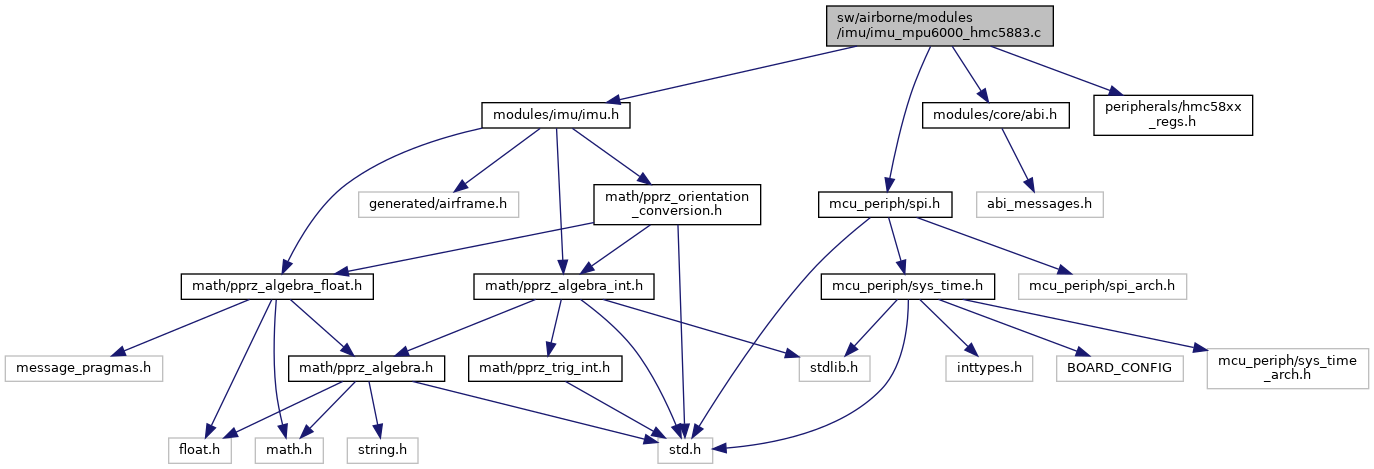 sw/airborne/modules
/imu/imu_mpu6000_hmc5883.c
modules/imu/imu.h
modules/core/abi.h
peripherals/hmc58xx
_regs.h
generated/airframe.h
math/pprz_orientation
_conversion.h
mcu_periph/spi.h
abi_messages.h
math/pprz_algebra_float.h
math/pprz_algebra_int.h
mcu_periph/sys_time.h
mcu_periph/spi_arch.h
message_pragmas.h
math/pprz_algebra.h
math/pprz_trig_int.h
stdlib.h
inttypes.h
BOARD_CONFIG
mcu_periph/sys_time
_arch.h
float.h
math.h
string.h
std.h